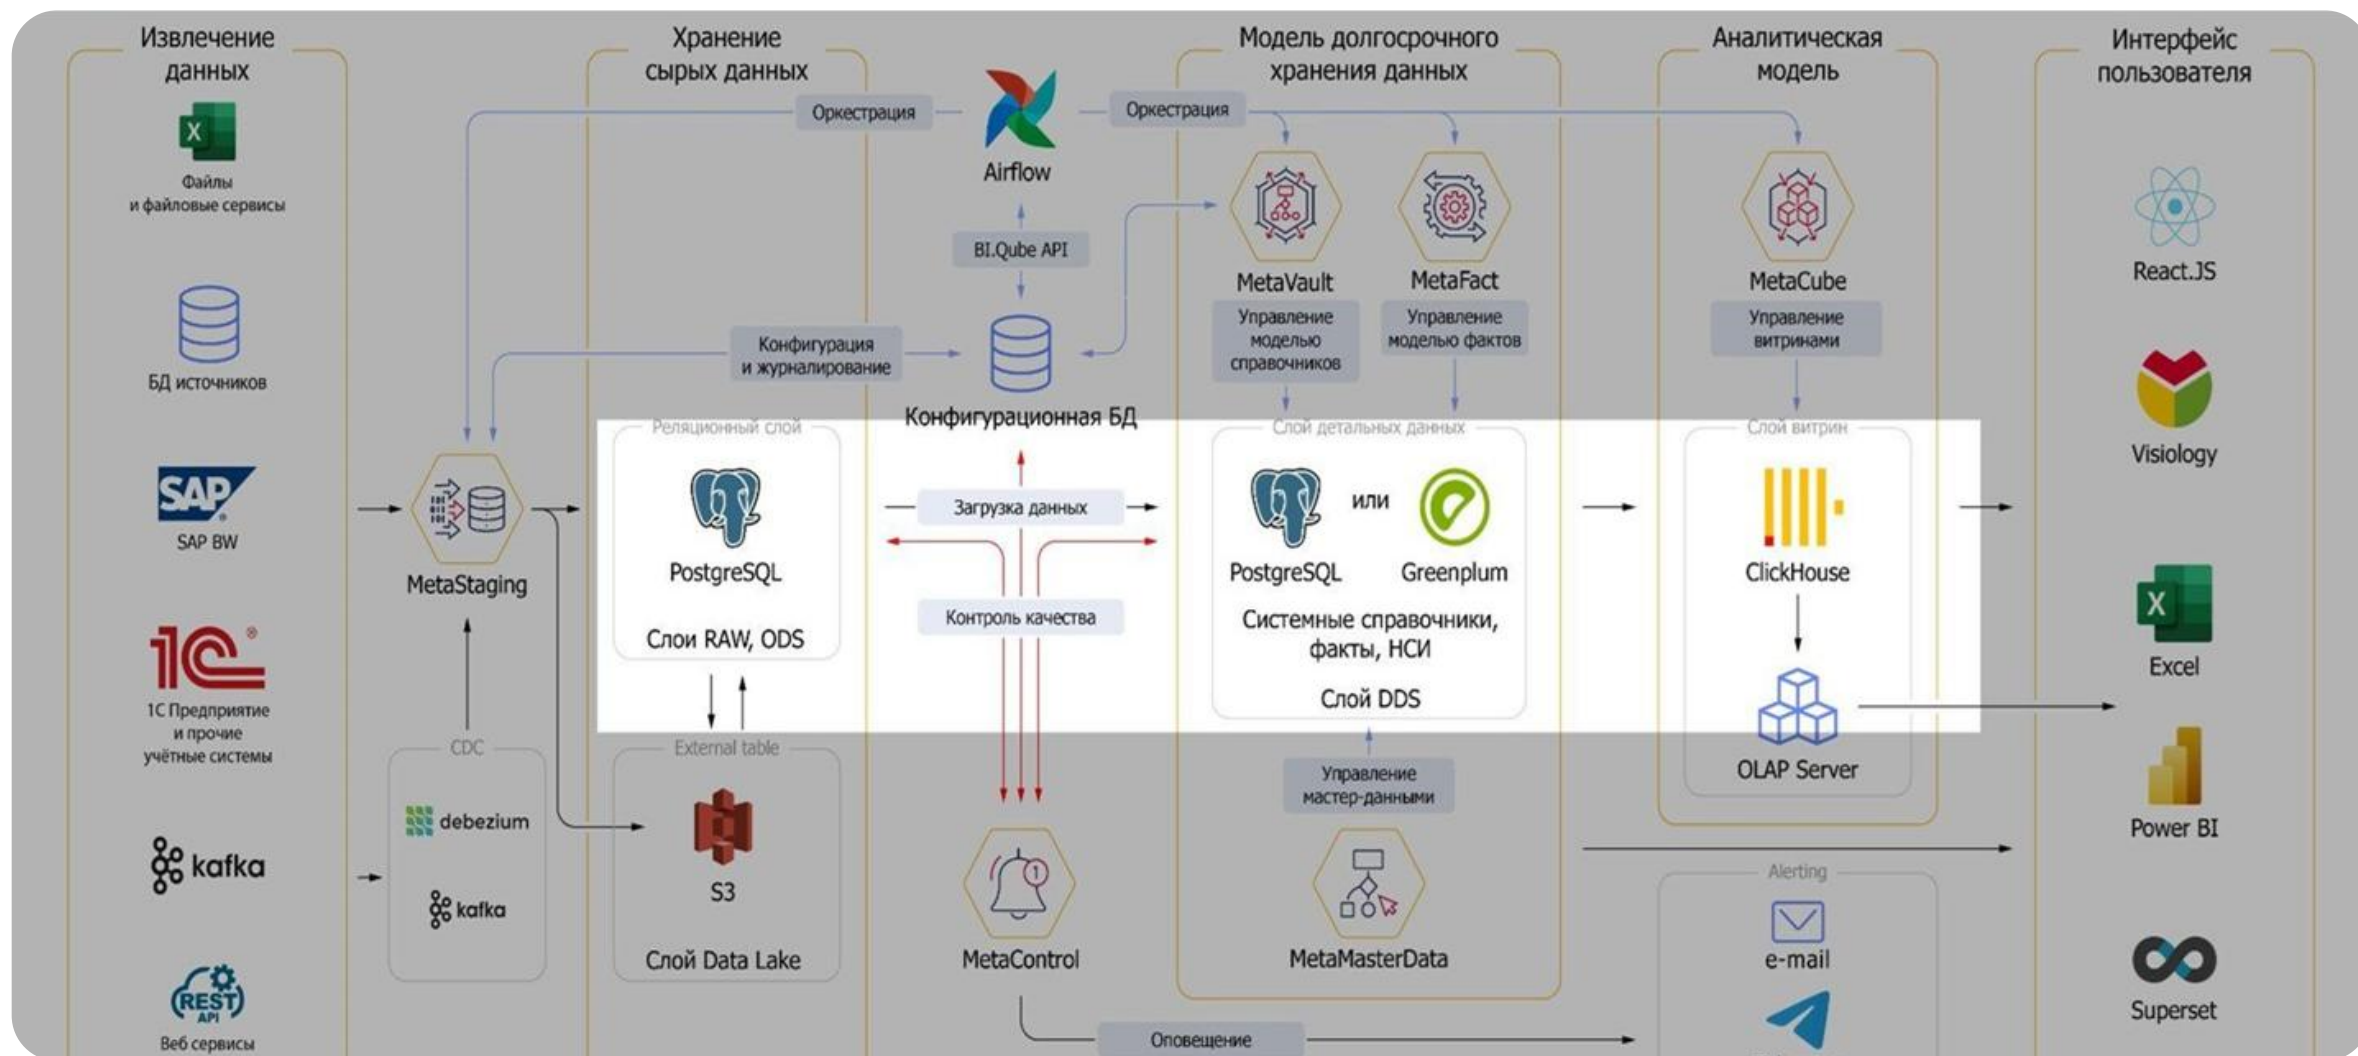 Извлечение
данных
Файлы
и файловые сервисы
БД источников
SAP
SAP BW
1С
1С Предприятие
и прочие
учётные системы
kafka
REST
API
Веб сервисы
MetaStaging
CDC
debezium
kafka
Хранение
сырых данных
Оркестрация
Конфигурация
и журналирование
Реляционный слой
PostgreSQL
Слои RAW, ODS
External table
S3
Слой Data Lake
Airflow
BI.Qube API
Конфигурационная БД
Загрузка данных
Контроль качества
MetaControl
Оповещение
Модель долгосрочного
хранения данных
Оркестрация
MetaVault
MetaFact
Управление
моделью
справочников
Управление
моделью фактов
Слой детальных данных
или
PostgreSQL
Greenplum
Системные справочники,
факты, НСИ
Слой DDS
Управление
мастер-данными
MetaMasterData
Аналитическая
модель
MetaCube
Управление
витринами
Слой витрин
ClickHouse
OLAP Server
Alerting
e-mail
Интерфейс
пользователя
React.JS
Visiology
Excel
Power BI
Superset